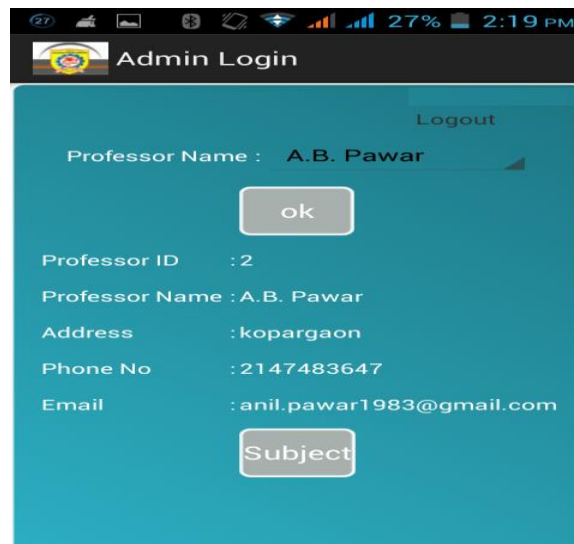 27 27% 2:19 PM
Admin Login
Logout
Professor Name : A.B. Pawar
ok
Professor ID : 2
Professor Name : A.B. Pawar
Address : kopargaon
Phone No : 2147483647
Email : anil.pawar1983@gmail.com
Subject